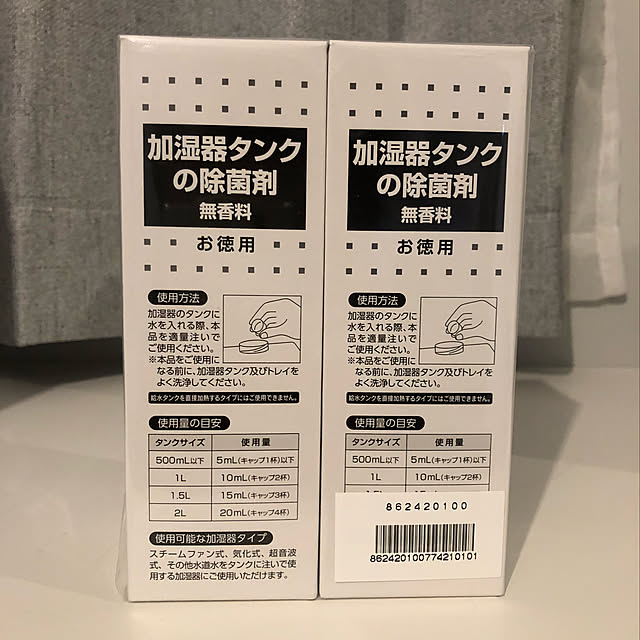 加湿器タンク
の除菌剤
無香料
お徳用
使用方法
加湿器のタンクに
水を入れる際、本
品を適量注いで
ご使用ください。
※本品をご使用に
なる前に、加湿器タンク及びトレイを
よく洗浄してください。
給水タンクを直接加熱するタイプにはご使用できません。
使用量の目安
タンクサイズ 使用量
500mL以下 5mL(キャップ1杯)以下
1L 10mL(キャップ2杯)
1.5L 15mL(キャップ3杯)
2L 20mL(キャップ4杯)
使用可能な加湿器タイプ
スチームファン式、気化式、超音波
式、その他水道水をタンクに注いで使
用する加湿器にご使用いただけます。
加湿器タンク
の除菌剤
無香料
お徳用
使用方法
加湿器のタンクに
水を入れる際、本
品を適量注いで
ご使用ください。
※本品をご使用に
なる前に、加湿器タンク及びトレイを
よく洗浄してください。
給水タンクを直接加熱するタイプにはご使用できません。
使用量の目安
タンクサイズ 使用量
500mL以下 5mL(キャップ1杯)以下
1L 10mL(キャップ2杯)
862420100
862420100774210101